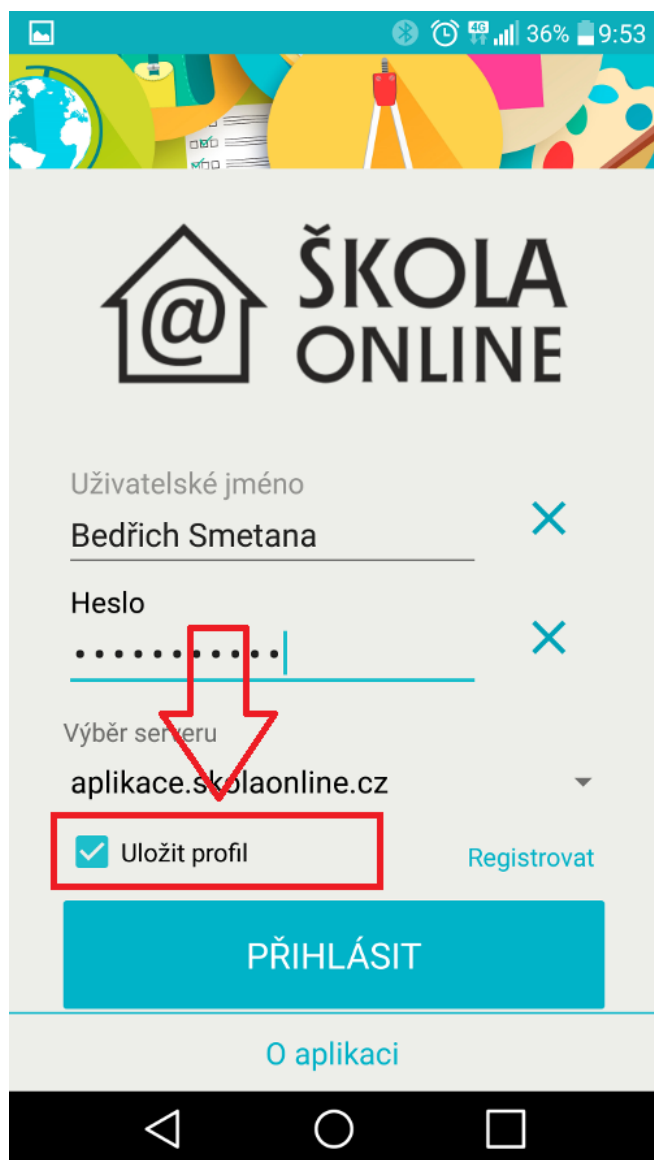 4G 36% 9:53
@ ŠKOLA
ONLINE
Uživatelské jméno
Bedřich Smetana
Heslo
•••••••••••
Výběr serveru
aplikace.skolaonline.cz
Uložit profil
Registrovat
PŘIHLÁSIT
O aplikaci